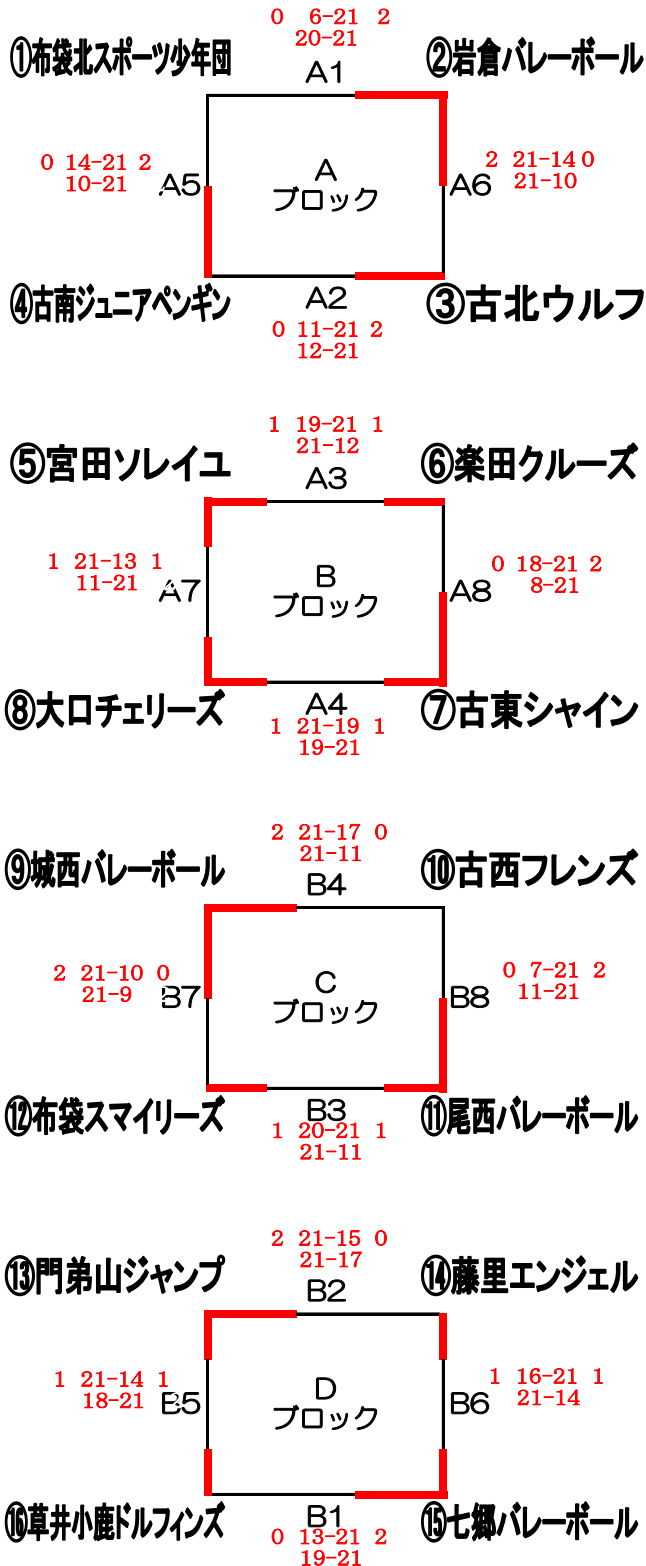 0 6-21 2
20-21
①布袋北スポーツ少年団 ②岩倉バレーボール
A1
0 14-21 2
10-21
A5
A
ブロック
2 21-14 0
21-10
A6
④古南ジュニアペンギン ③古北ウルフ
A2
0 11-21 2
12-21
1 19-21 1
21-12
⑤宮田ソレイユ ⑥楽田クルーズ
A3
1 21-13 1
11-21
A7
B
ブロック
0 18-21 2
8-21
A8
⑧大口チェリーズ ⑦古東シャイン
A4
1 21-19 1
19-21
2 21-17 0
21-11
⑨城西バレーボール ⑩古西フレンズ
B4
2 21-10 0
21-9
B7
C
ブロック
0 7-21 2
11-21
B8
⑫布袋スマイリーズ ⑪尾西バレーボール
B3
1 20-21 1
21-11
2 21-15 0
21-17
⑬門弟山ジャンプ ⑭藤里エンジェル
B2
1 21-14 1
18-21
B5
D
ブロック
1 16-21 1
21-14
B6
⑯草井小鹿ドルフィンズ ⑮七郷バレーボール
B1
0 13-21 2
19-21